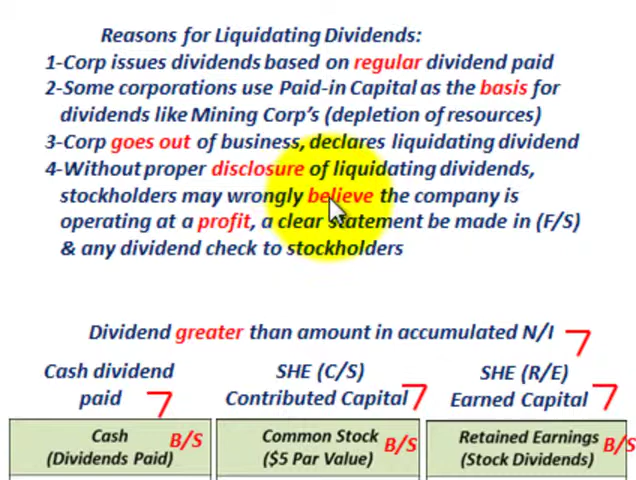 Reasons for Liquidating Dividends:
1-Corp issues dividends based on regular dividend paid
2-Some corporations use Paid-in Capital as the basis for
dividends like Mining Corp's (depletion of resources)
3-Corp goes out of business, declares liquidating dividend
4-Without proper disclosure of liquidating dividends,
stockholders may wrongly believe the company is
operating at a profit, a clear statement be made in (F/S)
& any dividend check to stockholders
Dividend greater than amount in accumulated N/I
Cash dividend
paid
SHE (C/S)
Contributed Capital
SHE (R/E)
Earned Capital
Cash
(Dividends Paid)
B/S
Common Stock
($5 Par Value)
B/S
Retained Earnings
(Stock Dividends)
B/S